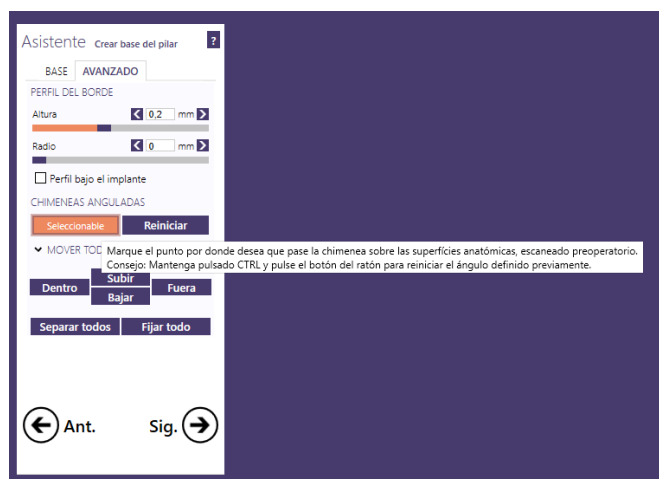 Asistente Crear base del pilar ?
BASE AVANZADO
PERFIL DEL BORDE
Altura 0,2 mm
Radio 0 mm
Perfil bajo el implante
CHIMENEAS ANGULADAS
Seleccionable Reiniciar
MOVER TOD
Marque el punto por donde desea que pase la chimenea sobre las superfícies anatómicas, escaneado preoperatorio.
Consejo: Mantenga pulsado CTRL y pulse el botón del ratón para reiniciar el ángulo definido previamente.
Subir
Dentro Fuera
Bajar
Separar todos Fijar todo
Ant. Sig.